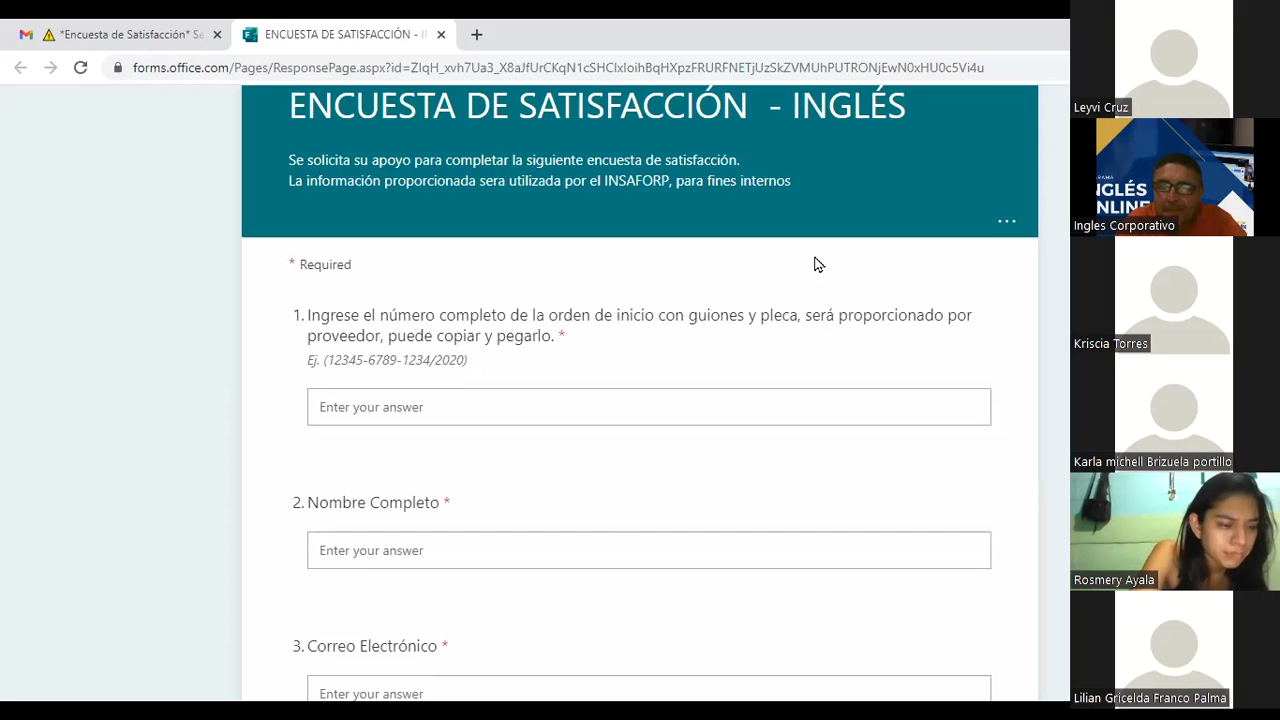 *Encuesta de Satisfacción* Se
ENCUESTA DE SATISFACCIÓN - I
forms.office.com/Pages/ResponsePage.aspx?id=ZIqH_xvh7Ua3_X8aJfUrCKqN1cSHCIxIoihBqHXpzFRURFNETjUzSkZVMUhPUTRONjEwN0xHU0c5Vi4u
ENCUESTA DE SATISFACCIÓN - INGLÉS
Se solicita su apoyo para completar la siguiente encuesta de satisfacción.
La información proporcionada sera utilizada por el INSAFORP, para fines internos
...
* Required
1. Ingrese el número completo de la orden de inicio con guiones y pleca, será proporcionado por
proveedor, puede copiar y pegarlo. *
Ej. (12345-6789-1234/2020)
Enter your answer
2. Nombre Completo *
Enter your answer
3. Correo Electrónico *
Enter your answer
Leyvi Cruz
NGLÉS
NLINE
Ingles Corporativo
Kriscia Torres
Karla michell Brizuela portillo
Rosmery Ayala
Lilian Gricelda Franco Palma